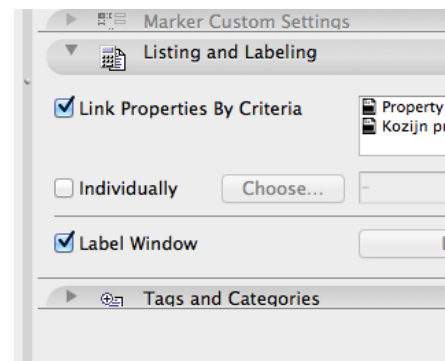 Marker Custom Settings
Listing and Labeling
Link Properties By Criteria
Property
Kozijn
Individually
Choose...
-
Label Window
Tags and Categories